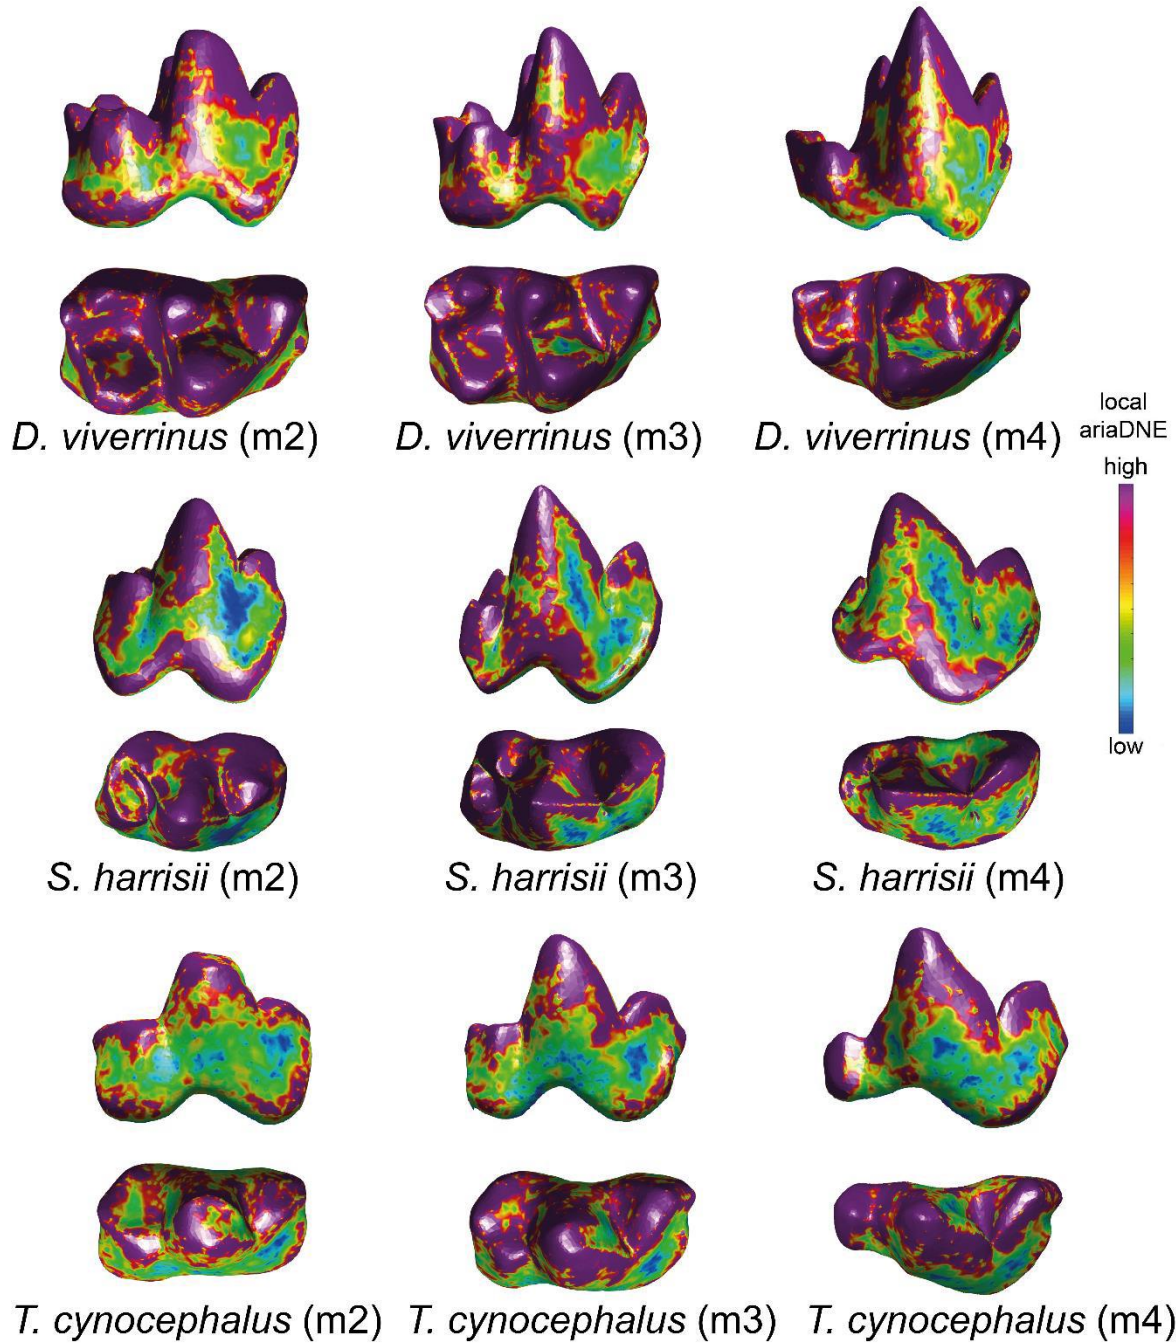 D. viverrinus (m2)
D. viverrinus (m3)
D. viverrinus (m4)
local
ariaDNE
high
low
S. harrisii (m2)
S. harrisii (m3)
S. harrisii (m4)
T. cynocephalus (m2)
T. cynocephalus (m3)
T. cynocephalus (m4)